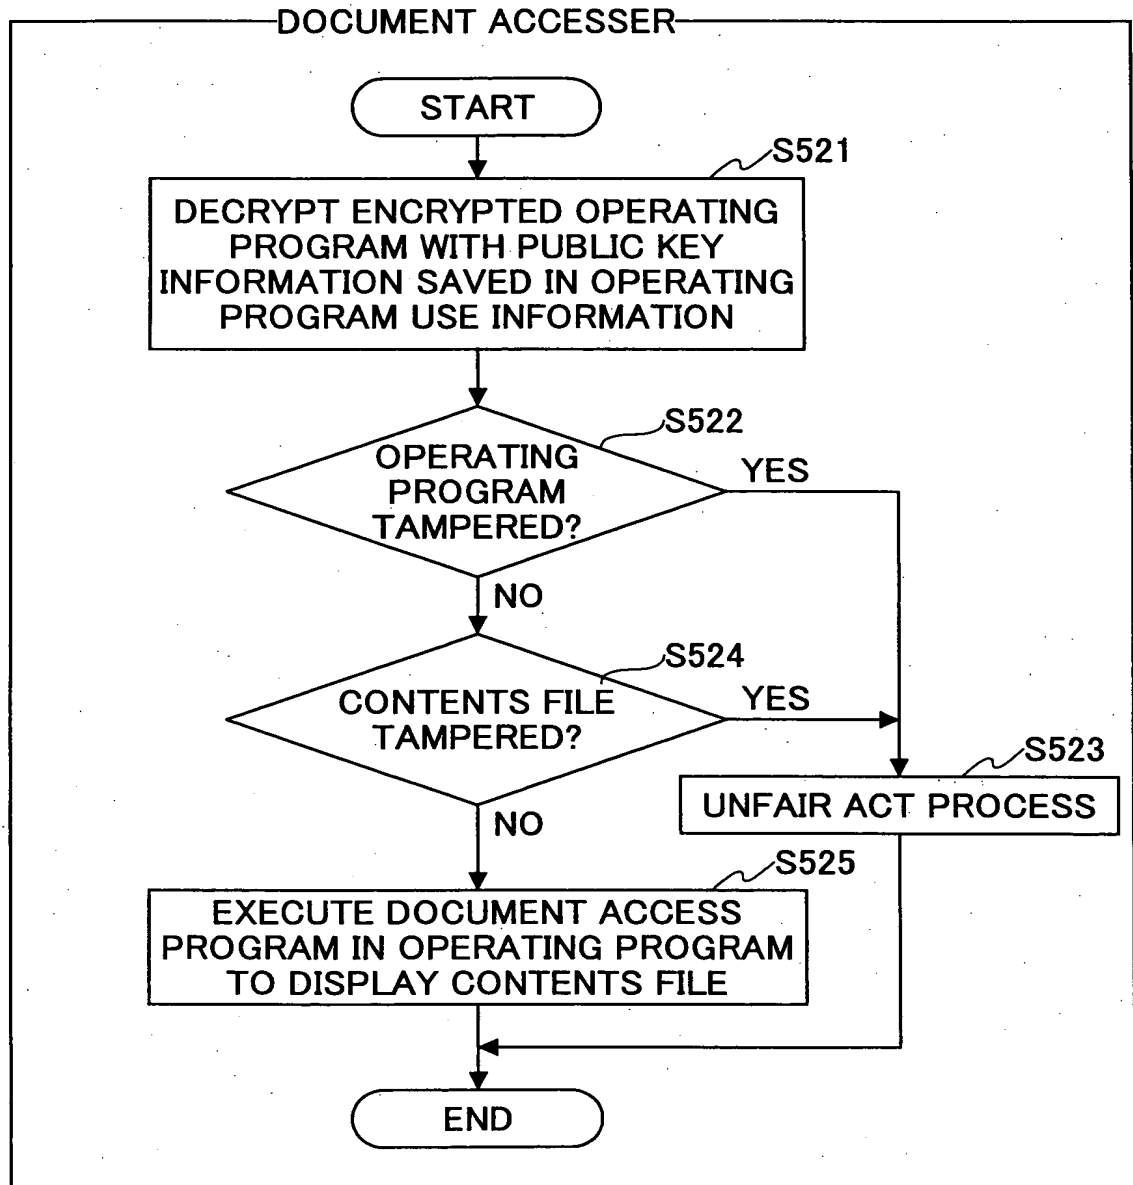 DOCUMENT ACCESSER
START
S521
DECRYPT ENCRYPTED OPERATING
PROGRAM WITH PUBLIC KEY
INFORMATION SAVED IN OPERATING
PROGRAM USE INFORMATION
S522
OPERATING
PROGRAM
TAMPERED?
YES
NO
S524
CONTENTS FILE
TAMPERED?
YES
NO
S523
UNFAIR ACT PROCESS
S525
EXECUTE DOCUMENT ACCESS
PROGRAM IN OPERATING PROGRAM
TO DISPLAY CONTENTS FILE
END